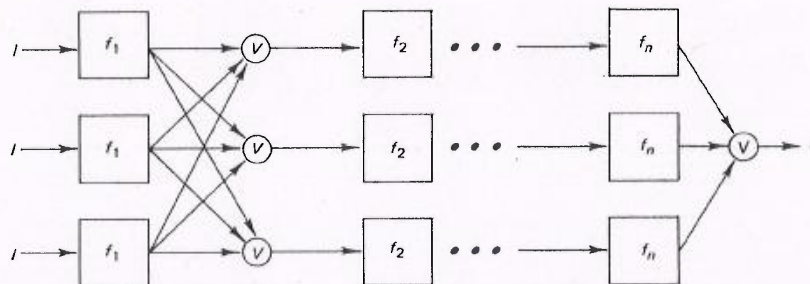 I f₁ V f₂ • • • fₙ
I f₁ V f₂ • • • fₙ V
I f₁ V f₂ • • • fₙ